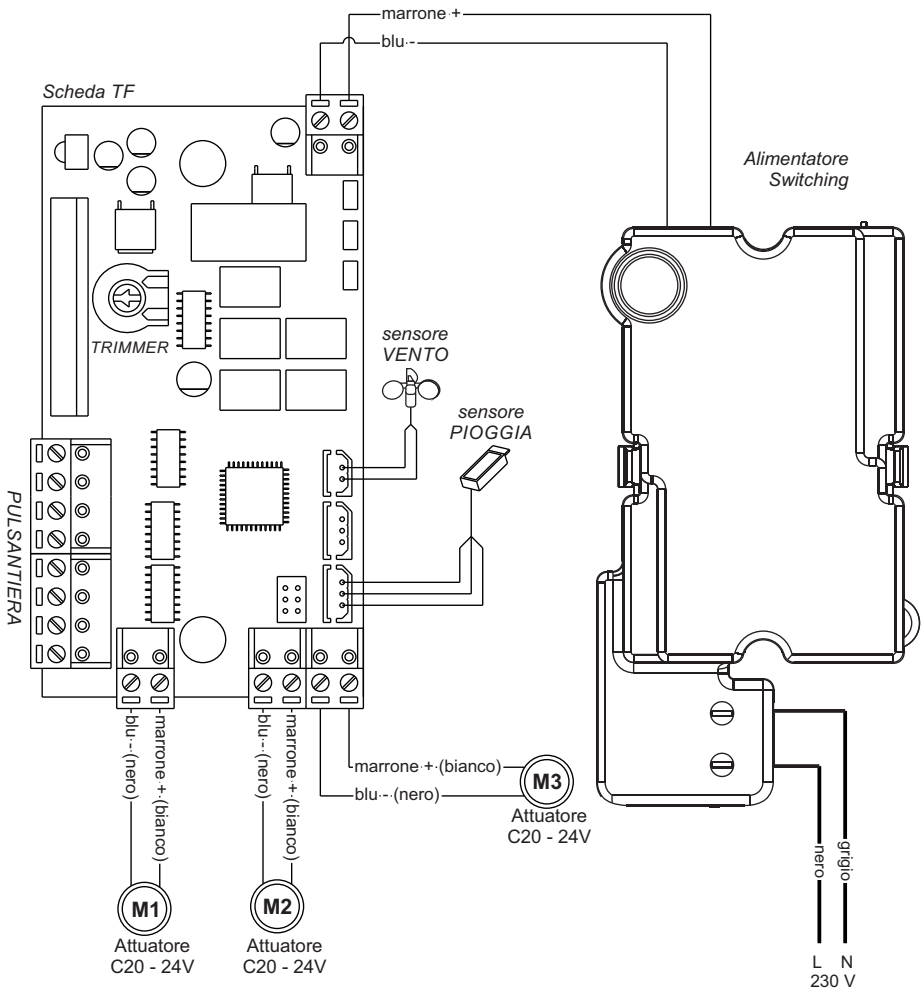 marrone +
blu -
Scheda TF
Alimentatore
Switching
TRIMMER
sensore
VENTO
sensore
PIOGGIA
PULSANTIERA
blu - (nero)
marrone + (bianco)
blu - (nero)
marrone + (bianco)
marrone + (bianco)
blu - (nero)
M3
Attuatore
C20 - 24V
M1
Attuatore
C20 - 24V
M2
Attuatore
C20 - 24V
nero
grigio
L N
230 V